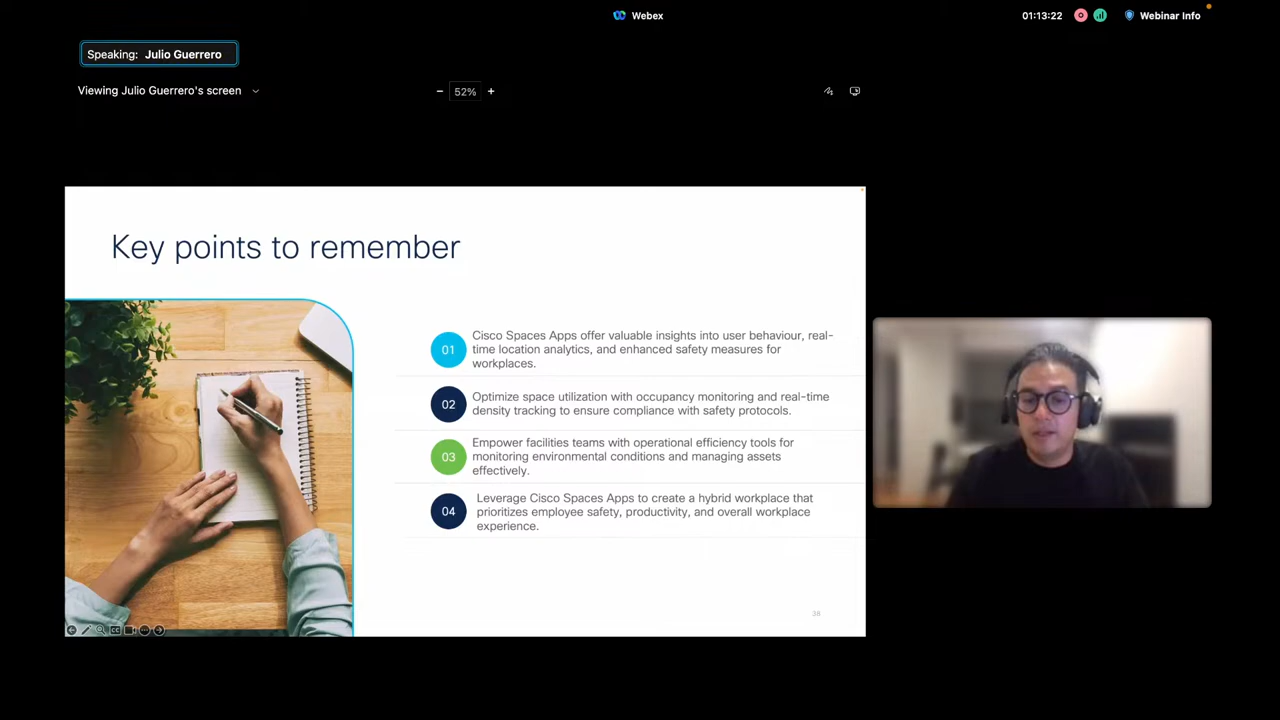 Webex
01:13:22
Webinar Info
Speaking: Julio Guerrero
Viewing Julio Guerrero's screen
52%
Key points to remember
01
Cisco Spaces Apps offer valuable insights into user behaviour, real-
time location analytics, and enhanced safety measures for
workplaces.
02
Optimize space utilization with occupancy monitoring and real-time
density tracking to ensure compliance with safety protocols.
03
Empower facilities teams with operational efficiency tools for
monitoring environmental conditions and managing assets
effectively.
04
Leverage Cisco Spaces Apps to create a hybrid workplace that
prioritizes employee safety, productivity, and overall workplace
experience.